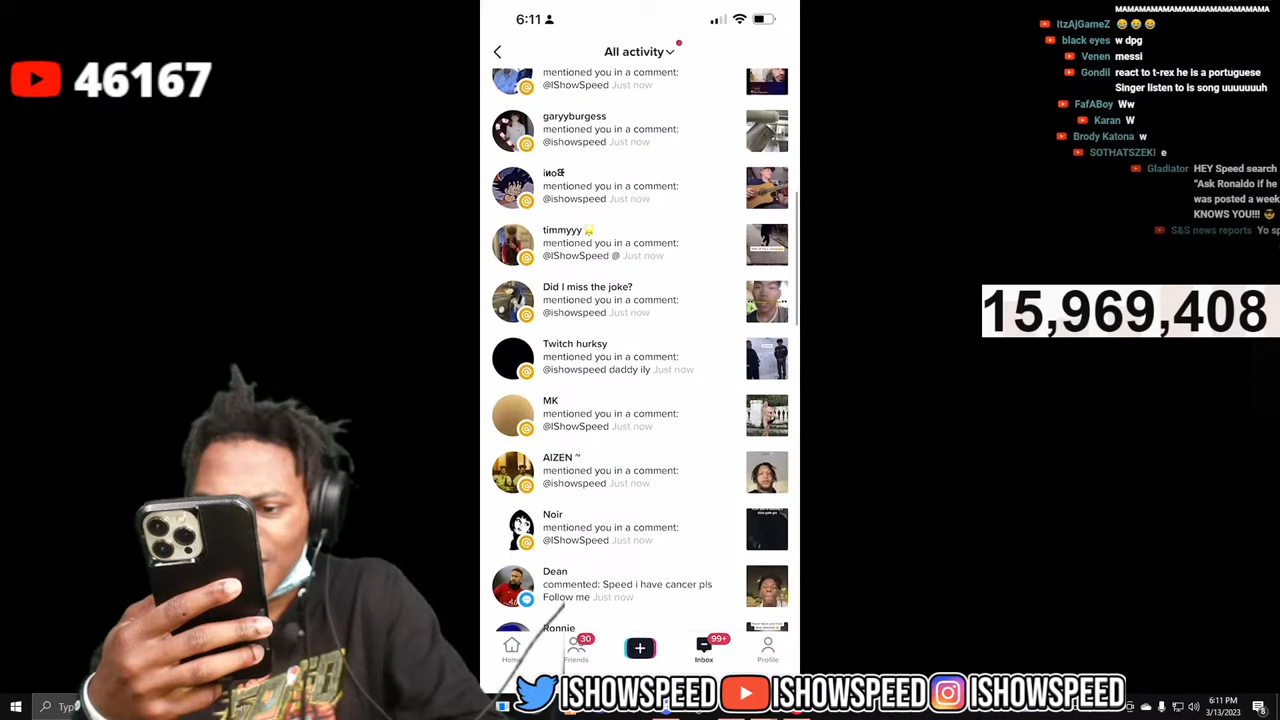 46167
6:11
All activity
mentioned you in a comment:
@IShowSpeed Just now
garyyburgess
mentioned you in a comment:
@ishowspeed Just now
mentioned you in a comment:
@ishowspeed Just now
timmyyy
mentioned you in a comment:
@IShowSpeed @ Just now
Did I miss the joke?
mentioned you in a comment:
@ishowspeed Just now
Twitch hurksy
mentioned you in a comment:
@ishowspeed daddy ily Just now
MK
mentioned you in a comment:
@IShowSpeed Just now
AIZEN ~
mentioned you in a comment:
@ishowspeed Just now
Noir
mentioned you in a comment:
@IShowSpeed Just now
Dean
commented: Speed i have cancer pls
Follow me Just now
Ronnie
30
99+
Home
Friends
Inbox
Profile
ItzAjGameZ 😂😂😂
black eyes w dpg
Venen messi
Gondil react to t-rex he is a portuguese
Singer listen to is song uuuuuuh
FafABoy Ww
Karan W
Brody Katona w
SOTHATSZEKI e
Gladiator HEY Speed search
"Ask Ronaldo if he
was posted a week
KNOWS YOU!!! 😎
S&S news reports Yo sp
15,969,408
ISHOWSPEED ISHOWSPEED ISHOWSPEED
Typ
6:11 PM
3/13/2023